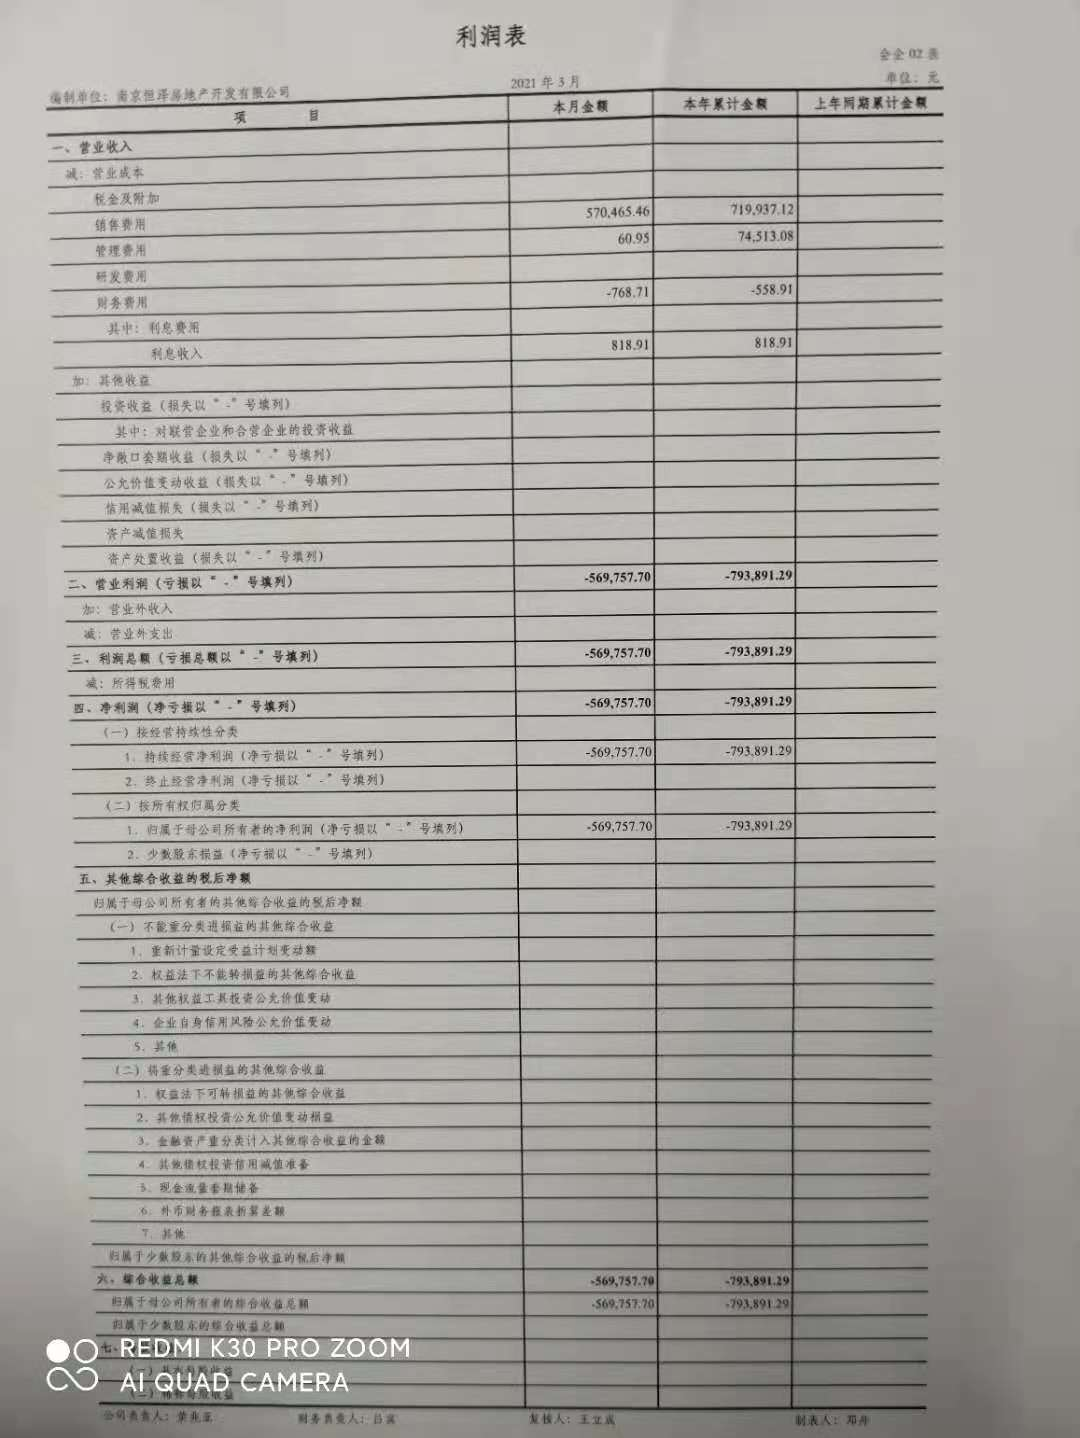 利润表
会企 02 表
编制单位：南京恒泽房地产开发有限公司 2021 年 3 月 单位：元
项 目 本月金额 本年累计金额 上年同期累计金额
一、营业收入
减：营业成本
税金及附加
销售费用 570,465.46 719,937.12
管理费用 60.95 74,513.08
研发费用
财务费用 -768.71 -558.91
其中：利息费用
利息收入 818.91 818.91
加：其他收益
投资收益（损失以“-”号填列）
其中：对联营企业和合营企业的投资收益
净敞口套期收益（损失以“-”号填列）
公允价值变动收益（损失以“-”号填列）
信用减值损失（损失以“-”号填列）
资产减值损失
资产处置收益（损失以“-”号填列）
二、营业利润（亏损以“-”号填列） -569,757.70 -793,891.29
加：营业外收入
减：营业外支出
三、利润总额（亏损总额以“-”号填列） -569,757.70 -793,891.29
减：所得税费用
四、净利润（净亏损以“-”号填列） -569,757.70 -793,891.29
（一）按经营持续性分类
1．持续经营净利润（净亏损以“-”号填列） -569,757.70 -793,891.29
2．终止经营净利润（净亏损以“-”号填列）
（二）按所有权归属分类
1．归属于母公司所有者的净利润（净亏损以“-”号填列） -569,757.70 -793,891.29
2．少数股东损益（净亏损以“-”号填列）
五、其他综合收益的税后净额
归属于母公司所有者的其他综合收益的税后净额
（一）不能重分类进损益的其他综合收益
1．重新计量设定受益计划变动额
2．权益法下不能转损益的其他综合收益
3．其他权益工具投资公允价值变动
4．企业自身信用风险公允价值变动
5．其他
（二）将重分类进损益的其他综合收益
1．权益法下可转损益的其他综合收益
2．其他债权投资公允价值变动损益
3．金融资产重分类计入其他综合收益的金额
4．其他债权投资信用减值准备
5．现金流量套期储备
6．外币财务报表折算差额
7．其他
归属于少数股东的其他综合收益的税后净额
六、综合收益总额 -569,757.70 -793,891.29
归属于母公司所有者的综合收益总额 -569,757.70 -793,891.29
归属于少数股东的综合收益总额
七、
REDMI K30 PRO ZOOM
AI QUAD CAMERA
公司负责人：荣兆亚 财务负责人：吕滨 复核人：王立成 制表人：邓舟